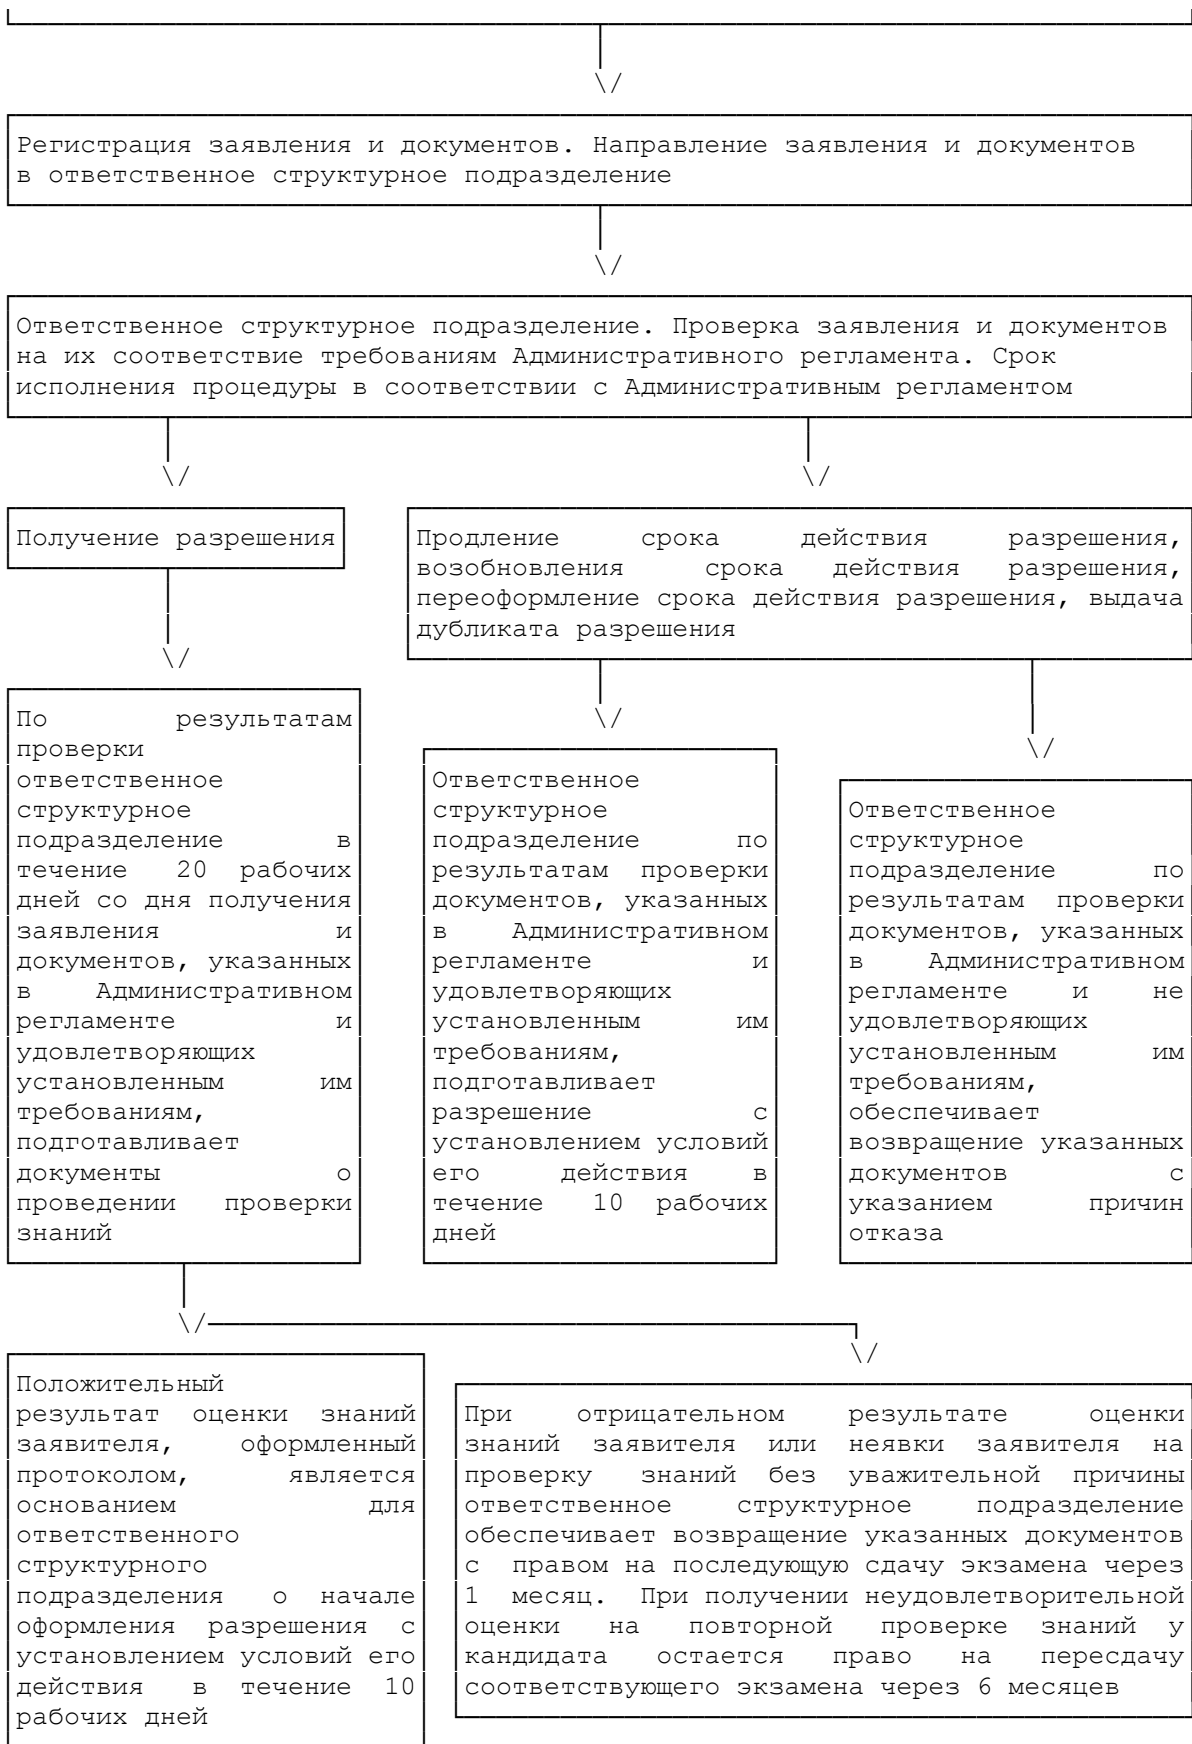 Регистрация заявления и документов. Направление заявления и документов
в ответственное структурное подразделение
Ответственное структурное подразделение. Проверка заявления и документов
на их соответствие требованиям Административного регламента. Срок
исполнения процедуры в соответствии с Административным регламентом
Получение разрешения
Продление срока действия разрешения,
возобновления срока действия разрешения,
переоформление срока действия разрешения, выдача
дубликата разрешения
По результатам
проверки
ответственное
структурное
подразделение в
течение 20 рабочих
дней со дня получения
заявления и
документов, указанных
в Административном
регламенте и
удовлетворяющих
установленным им
требованиям,
подготавливает
документы о
проведении проверки
знаний
Ответственное
структурное
подразделение по
результатам проверки
документов, указанных
в Административном
регламенте и
удовлетворяющих
установленным им
требованиям,
подготавливает
разрешение с
установлением условий
его действия в
течение 10 рабочих
дней
Ответственное
структурное
подразделение по
результатам проверки
документов, указанных
в Административном
регламенте и не
удовлетворяющих
установленным им
требованиям,
обеспечивает
возвращение указанных
документов с
указанием причин
отказа
Положительный
результат оценки знаний
заявителя, оформленный
протоколом, является
основанием для
ответственного
структурного
подразделения о начале
оформления разрешения с
установлением условий его
действия в течение 10
рабочих дней
При отрицательном результате оценки
знаний заявителя или неявки заявителя на
проверку знаний без уважительной причины
ответственное структурное подразделение
обеспечивает возвращение указанных документов
с правом на последующую сдачу экзамена через
1 месяц. При получении неудовлетворительной
оценки на повторной проверке знаний у
кандидата остается право на пересдачу
соответствующего экзамена через 6 месяцев